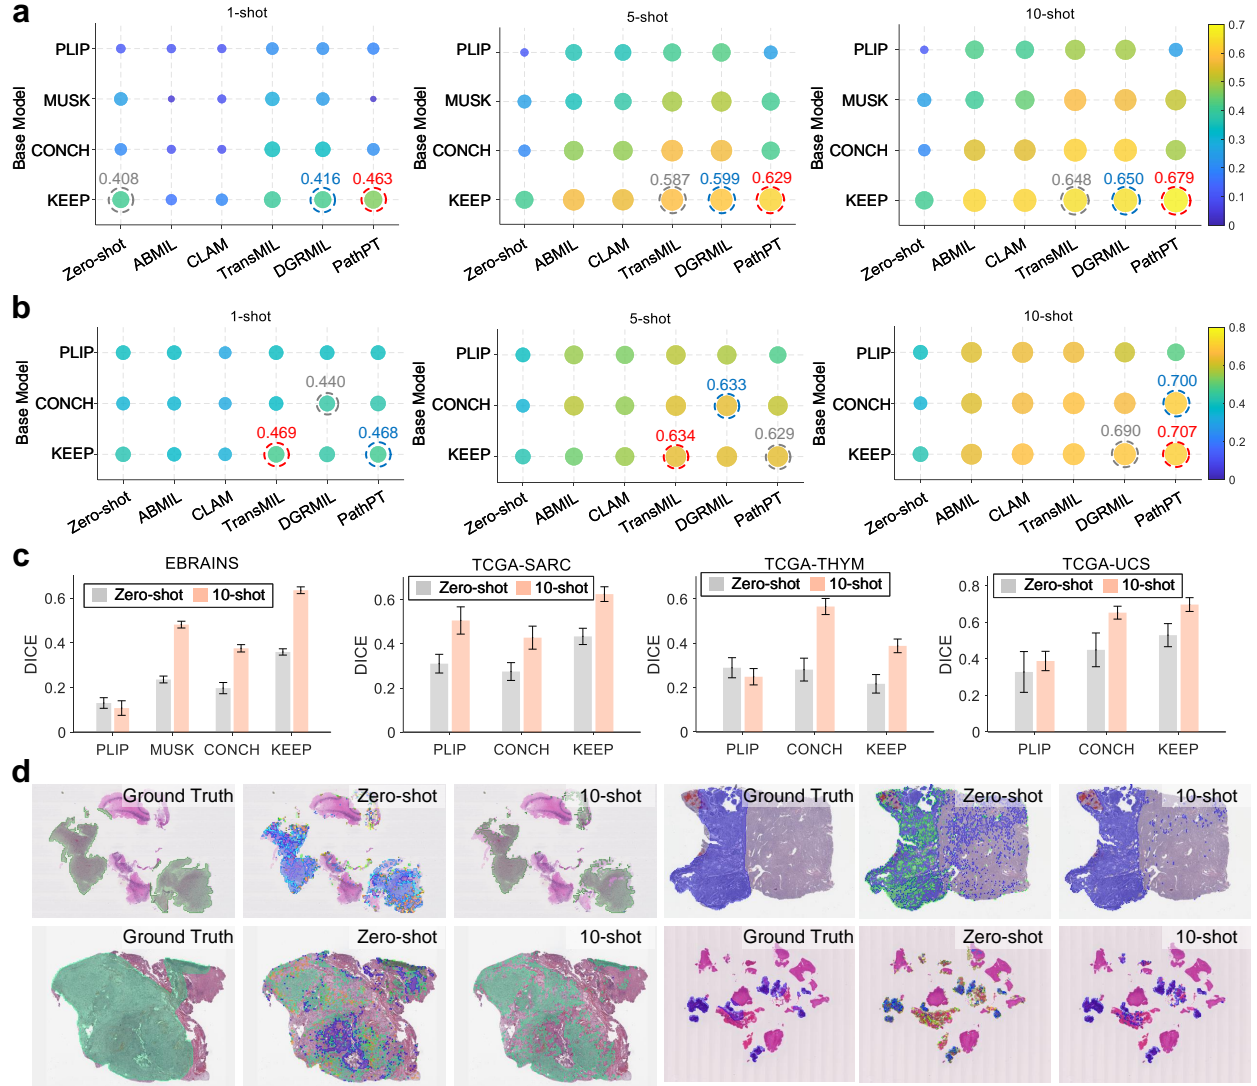 a
1-shot
5-shot
10-shot
Base Model
PLIP
MUSK
CONCH
KEEP
0.408
0.416
0.463
Zero-shot
ABMIL
CLAM
TransMIL
DGRMIL
PathPT
Base Model
PLIP
MUSK
CONCH
KEEP
0.587
0.599
0.629
Zero-shot
ABMIL
CLAM
TransMIL
DGRMIL
PathPT
Base Model
PLIP
MUSK
CONCH
KEEP
0.648
0.650
0.679
Zero-shot
ABMIL
CLAM
TransMIL
DGRMIL
PathPT
0.7
0.6
0.5
0.4
0.3
0.2
0.1
0
b
1-shot
5-shot
10-shot
Base Model
PLIP
CONCH
KEEP
0.440
0.469
0.468
Zero-shot
ABMIL
CLAM
TransMIL
DGRMIL
PathPT
Base Model
PLIP
CONCH
KEEP
0.633
0.634
0.629
Zero-shot
ABMIL
CLAM
TransMIL
DGRMIL
PathPT
Base Model
PLIP
CONCH
KEEP
0.700
0.690
0.707
Zero-shot
ABMIL
CLAM
TransMIL
DGRMIL
PathPT
0.8
0.6
0.4
0.2
0
c
EBRAINS
Zero-shot 10-shot
DICE
0.6
0.4
0.2
0
PLIP MUSK CONCH KEEP
TCGA-SARC
Zero-shot 10-shot
DICE
0.6
0.4
0.2
0
PLIP CONCH KEEP
TCGA-THYM
Zero-shot 10-shot
DICE
0.6
0.4
0.2
0
PLIP CONCH KEEP
TCGA-UCS
Zero-shot 10-shot
DICE
0.8
0.6
0.4
0.2
0
PLIP CONCH KEEP
d
Ground Truth Zero-shot 10-shot Ground Truth Zero-shot 10-shot
Ground Truth Zero-shot 10-shot Ground Truth Zero-shot 10-shot